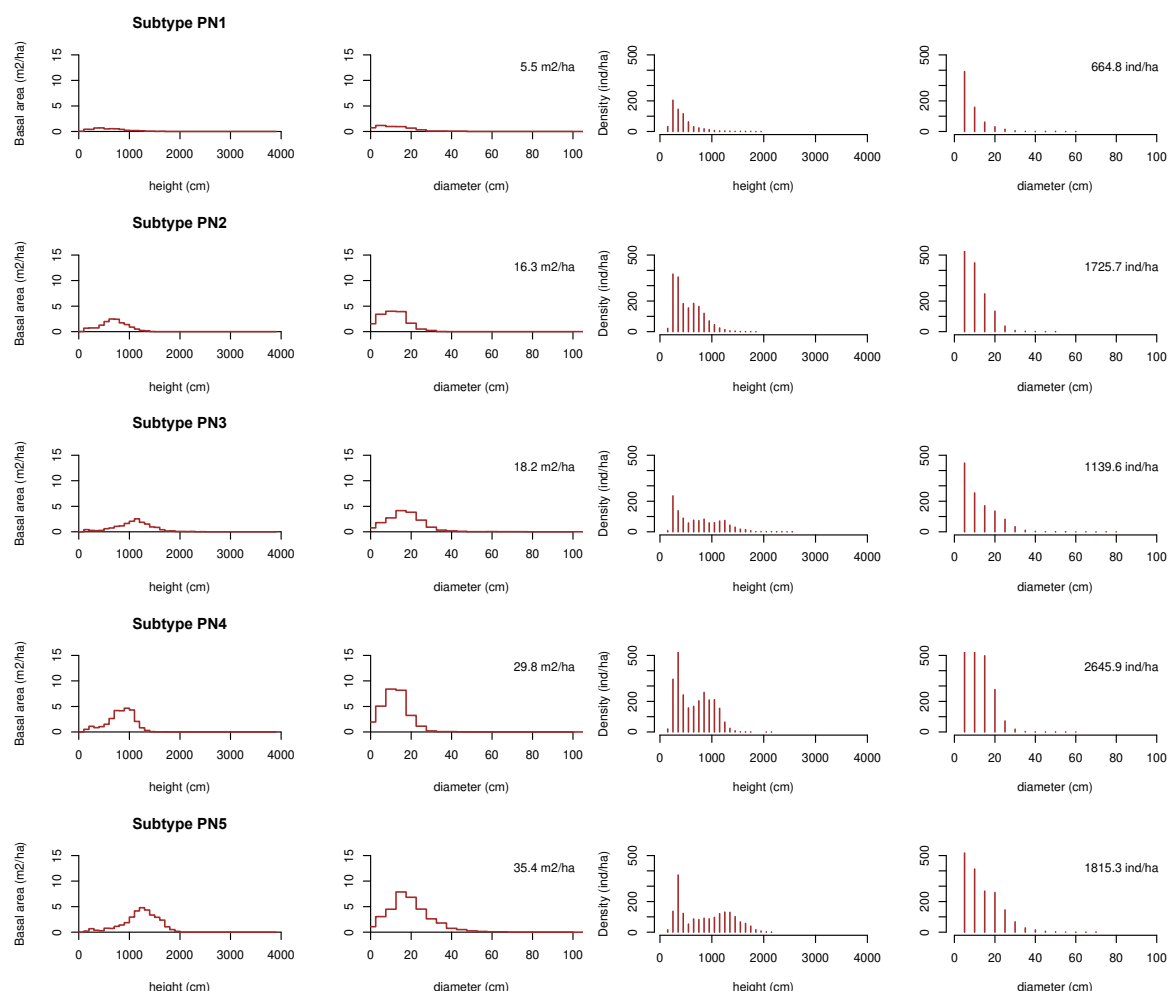 Subtype PN1
Basal area (m2/ha)
0 5 10 15
0 1000 2000 3000 4000
height (cm)
5.5 m2/ha
0 20 40 60 80 100
diameter (cm)
Density (ind/ha)
0 200 500
0 1000 2000 3000 4000
height (cm)
664.8 ind/ha
0 200 500
0 20 40 60 80 100
diameter (cm)
Subtype PN2
Basal area (m2/ha)
0 5 10 15
0 1000 2000 3000 4000
height (cm)
16.3 m2/ha
0 5 10 15
0 20 40 60 80 100
diameter (cm)
Density (ind/ha)
0 200 500
0 1000 2000 3000 4000
height (cm)
1725.7 ind/ha
0 200 500
0 20 40 60 80 100
diameter (cm)
Subtype PN3
Basal area (m2/ha)
0 5 10 15
0 1000 2000 3000 4000
height (cm)
18.2 m2/ha
0 5 10 15
0 20 40 60 80 100
diameter (cm)
Density (ind/ha)
0 200 500
0 1000 2000 3000 4000
height (cm)
1139.6 ind/ha
0 200 500
0 20 40 60 80 100
diameter (cm)
Subtype PN4
Basal area (m2/ha)
0 5 10 15
0 1000 2000 3000 4000
height (cm)
29.8 m2/ha
0 5 10 15
0 20 40 60 80 100
diameter (cm)
Density (ind/ha)
0 200 500
0 1000 2000 3000 4000
height (cm)
2645.9 ind/ha
0 200 500
0 20 40 60 80 100
diameter (cm)
Subtype PN5
Basal area (m2/ha)
0 5 10 15
0 1000 2000 3000 4000
height (cm)
35.4 m2/ha
0 5 10 15
0 20 40 60 80 100
diameter (cm)
Density (ind/ha)
0 200 500
0 1000 2000 3000 4000
height (cm)
1815.3 ind/ha
0 200 500
0 20 40 60 80 100
diameter (cm)